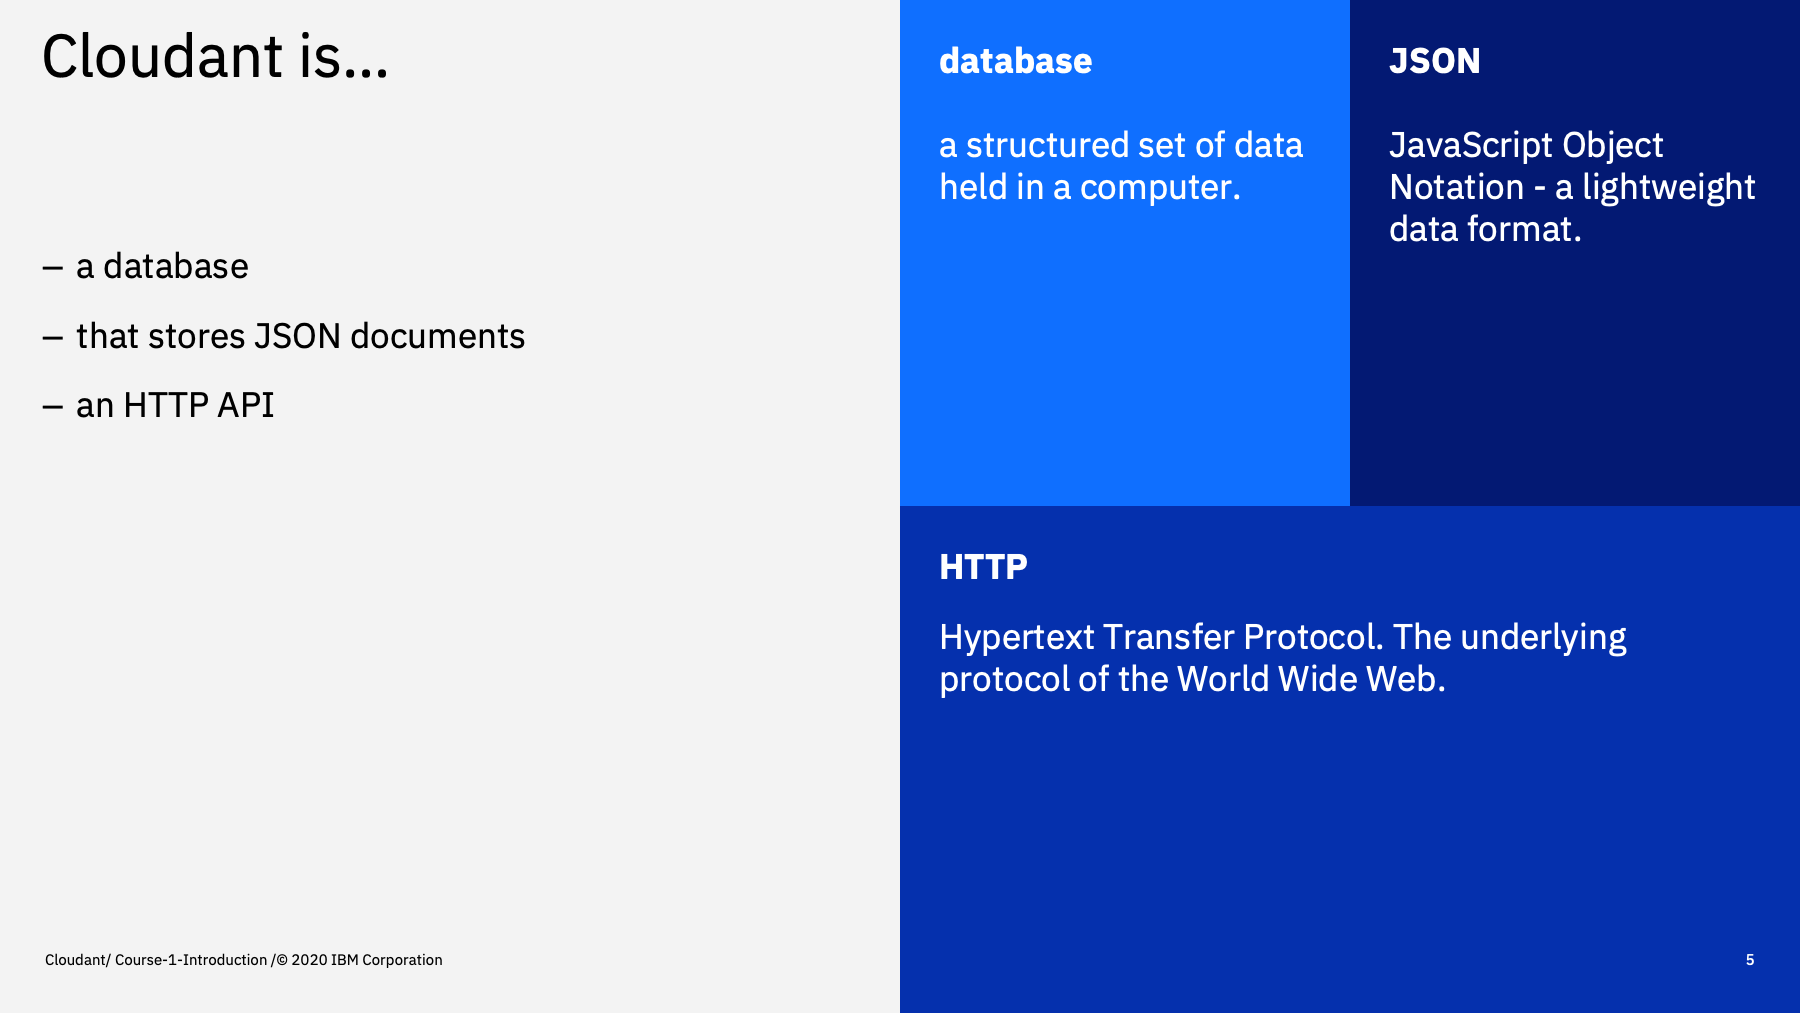 Cloudant is...
– a database
– that stores JSON documents
– an HTTP API
database
a structured set of data
held in a computer.
JSON
JavaScript Object
Notation - a lightweight
data format.
HTTP
Hypertext Transfer Protocol. The underlying
protocol of the World Wide Web.
Cloudant/ Course-1-Introduction /© 2020 IBM Corporation
5